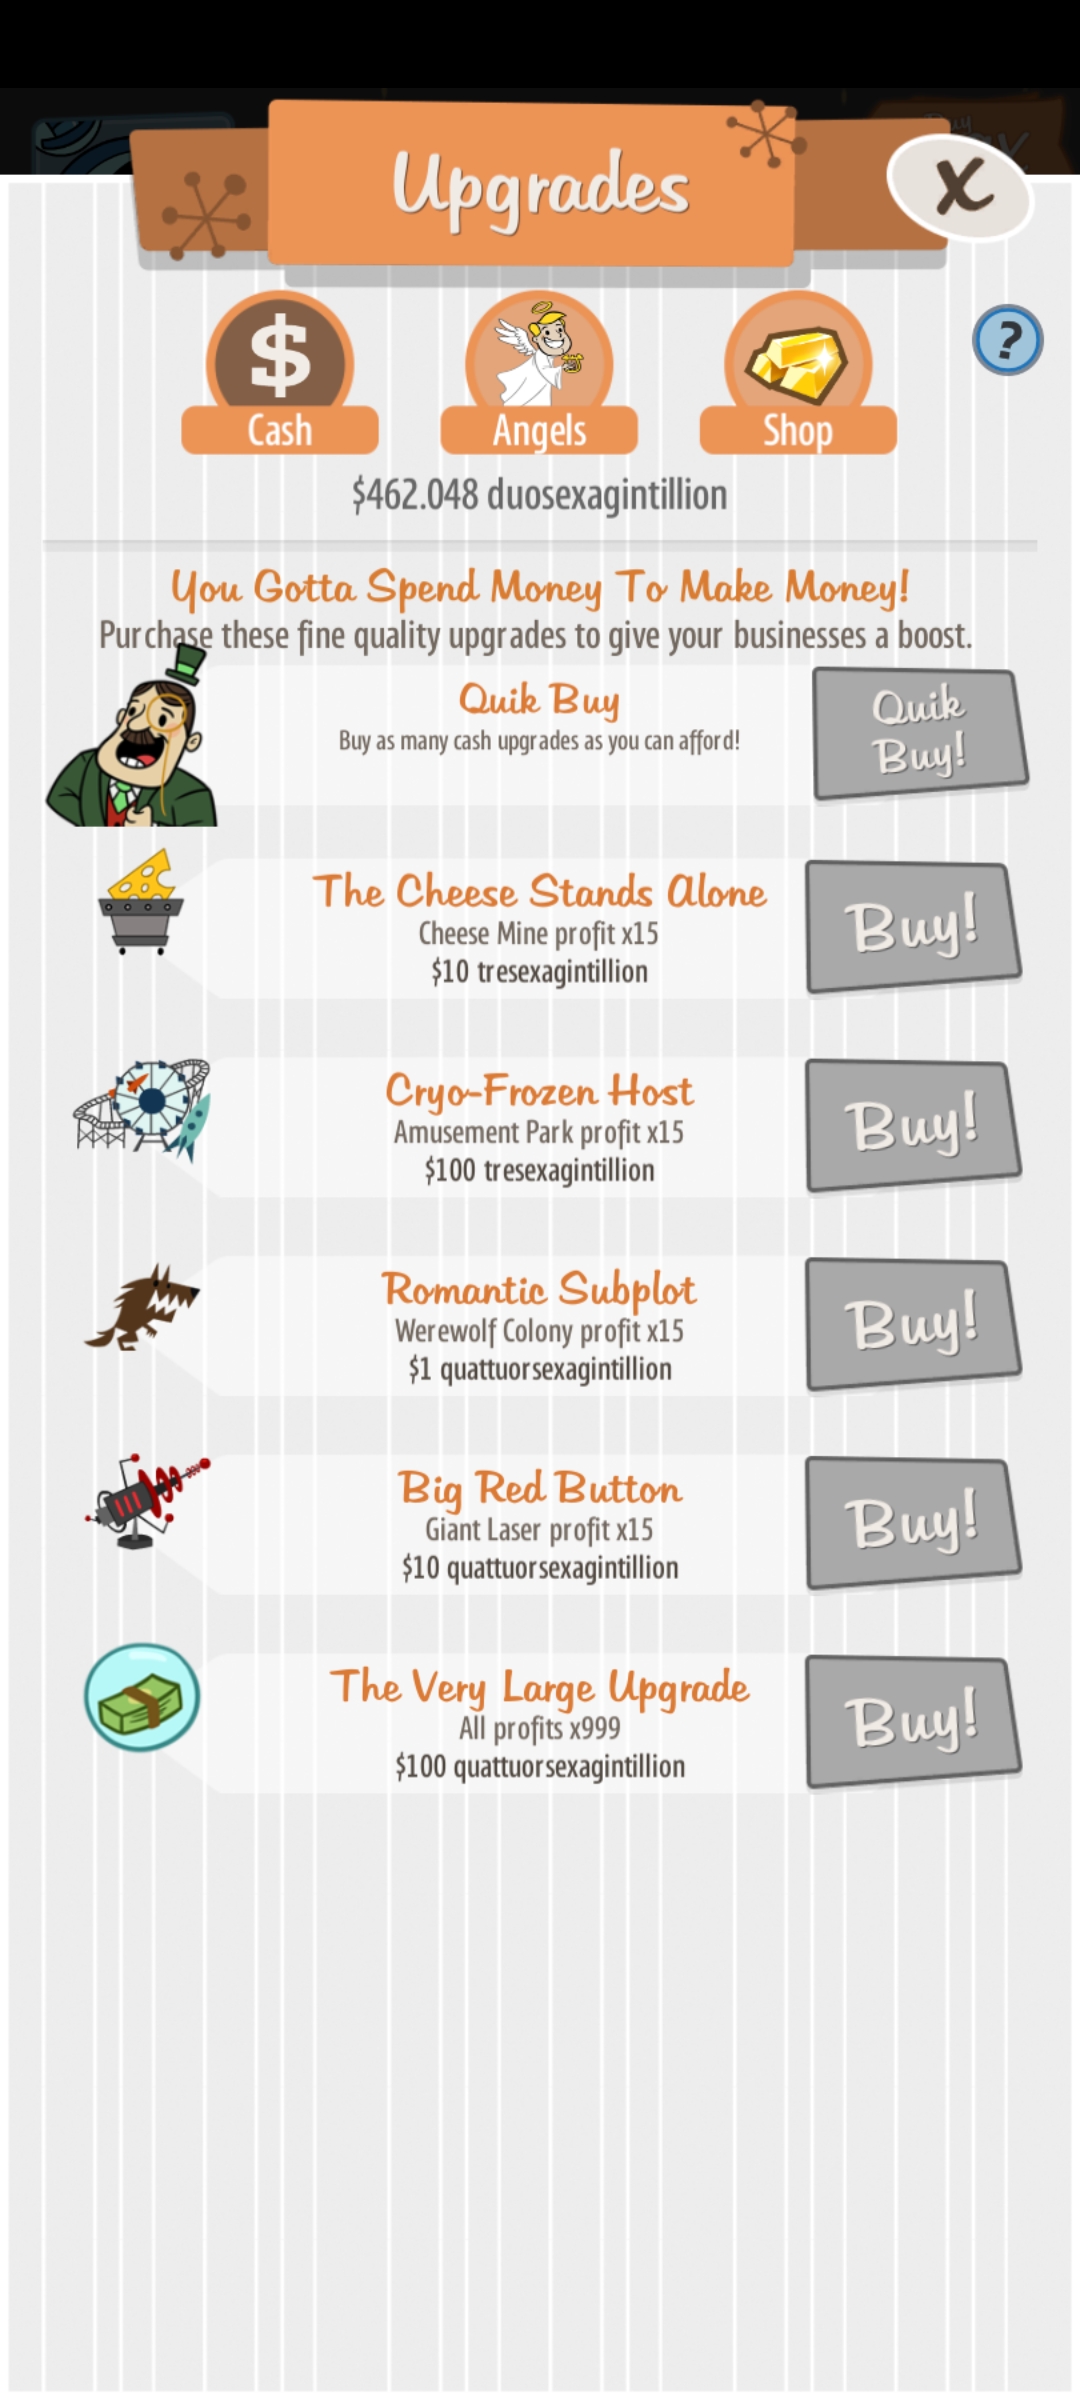 Upgrades
X
?
$
Cash
Angels
Shop
$462.048 duosexagintillion
You Gotta Spend Money To Make Money!
Purchase these fine quality upgrades to give your businesses a boost.
Quik Buy
Buy as many cash upgrades as you can afford!
Quik
Buy!
The Cheese Stands Alone
Cheese Mine profit x15
$10 tresexagintillion
Buy!
Cryo-Frozen Host
Amusement Park profit x15
$100 tresexagintillion
Buy!
Romantic Subplot
Werewolf Colony profit x15
$1 quattuorsexagintillion
Buy!
Big Red Button
Giant Laser profit x15
$10 quattuorsexagintillion
Buy!
The Very Large Upgrade
All profits x999
$100 quattuorsexagintillion
Buy!